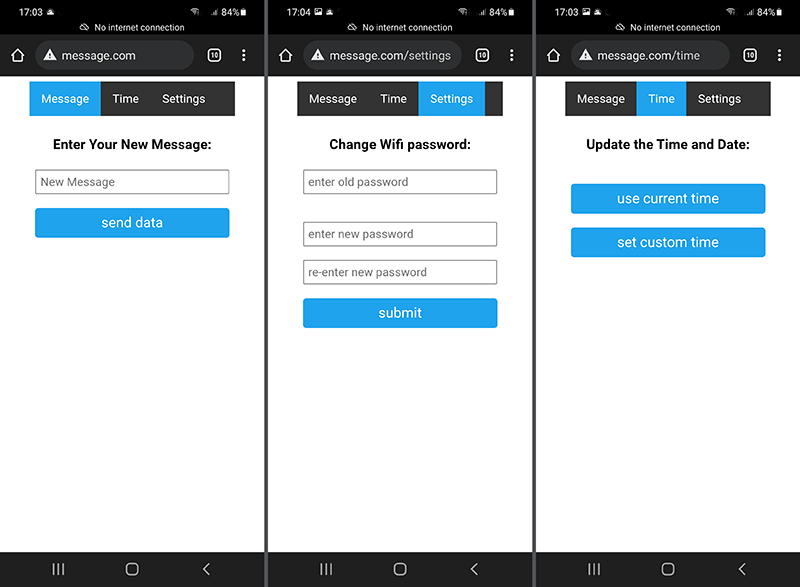 17:03 84%
No internet connection
message.com 10
Message Time Settings
Enter Your New Message:
New Message
send data
17:04 84%
No internet connection
message.com/settings 10
Message Time Settings
Change Wifi password:
enter old password
enter new password
re-enter new password
submit
17:03 84%
No internet connection
message.com/time 10
Message Time Settings
Update the Time and Date:
use current time
set custom time